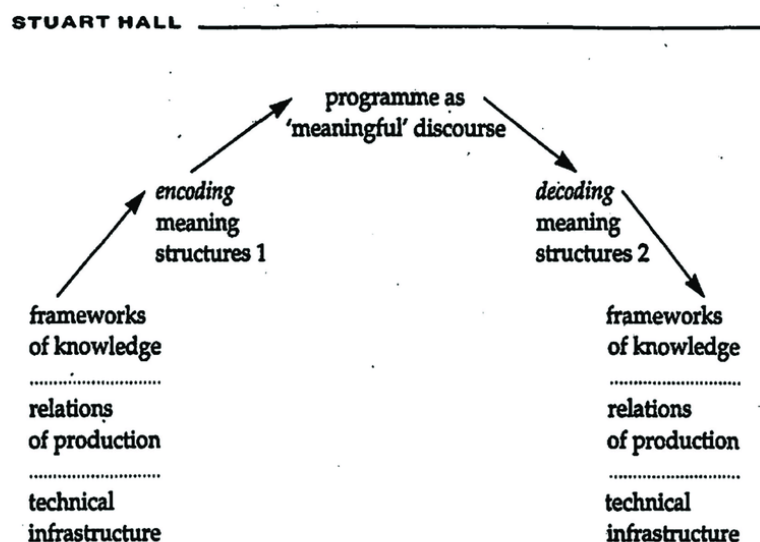 STUART HALL
programme as
'meaningful' discourse
encoding
meaning
structures 1
decoding
meaning
structures 2
frameworks
of knowledge
relations
of production
technical
infrastructure
frameworks
of knowledge
relations
of production
technical
infrastructure